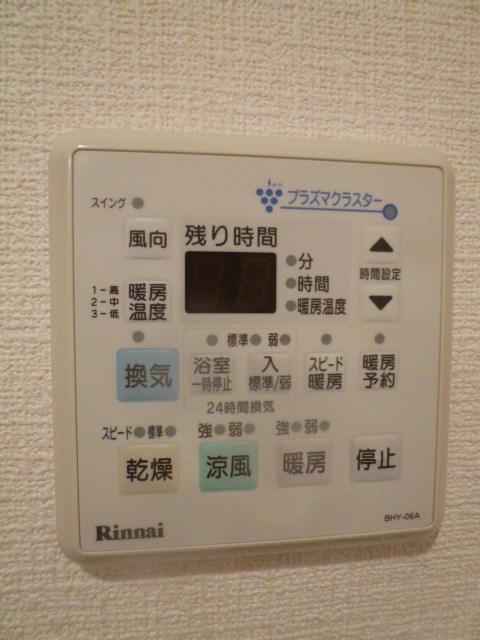 ion
プラズマクラスター
スイング
風向
残り時間
分
時間
暖房温度
時間設定
1-高
2-中
3-低
暖房
温度
標準 弱
換気
浴室
一時停止
入
標準/弱
スピード
暖房
暖房
予約
24時間換気
スピード 標準
強 弱
強 弱
乾燥
涼風
暖房
停止
Rinnai
BHY-06A